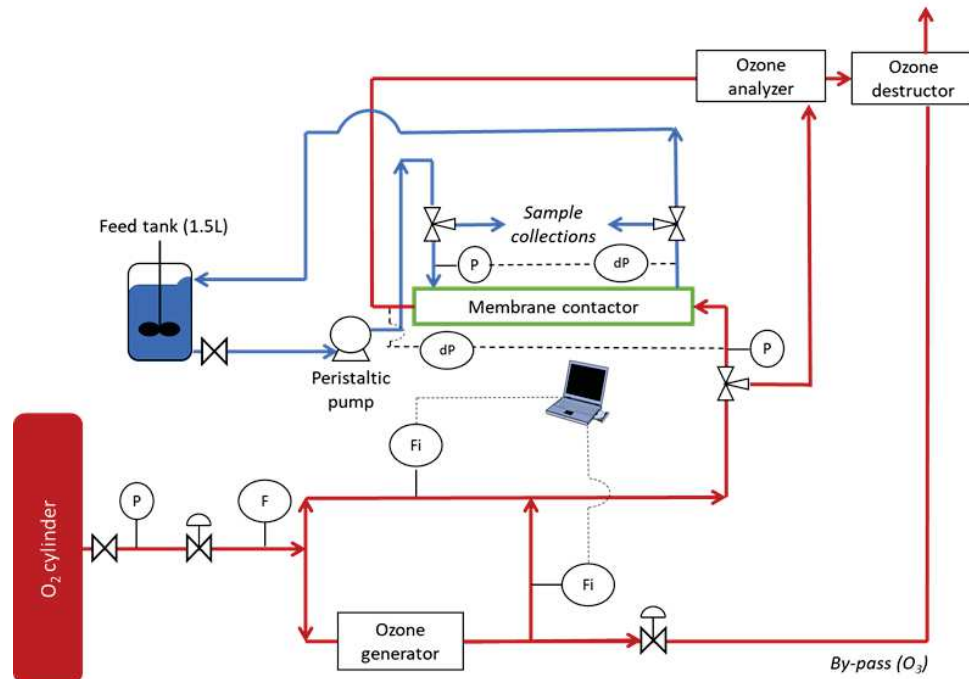 Ozone
analyzer
Ozone
destructor
Feed tank (1.5L)
Sample
collections
P
dP
Membrane contactor
dP
P
Peristaltic
pump
Fi
P
F
O₂ cylinder
Fi
Ozone
generator
By-pass (O₃)